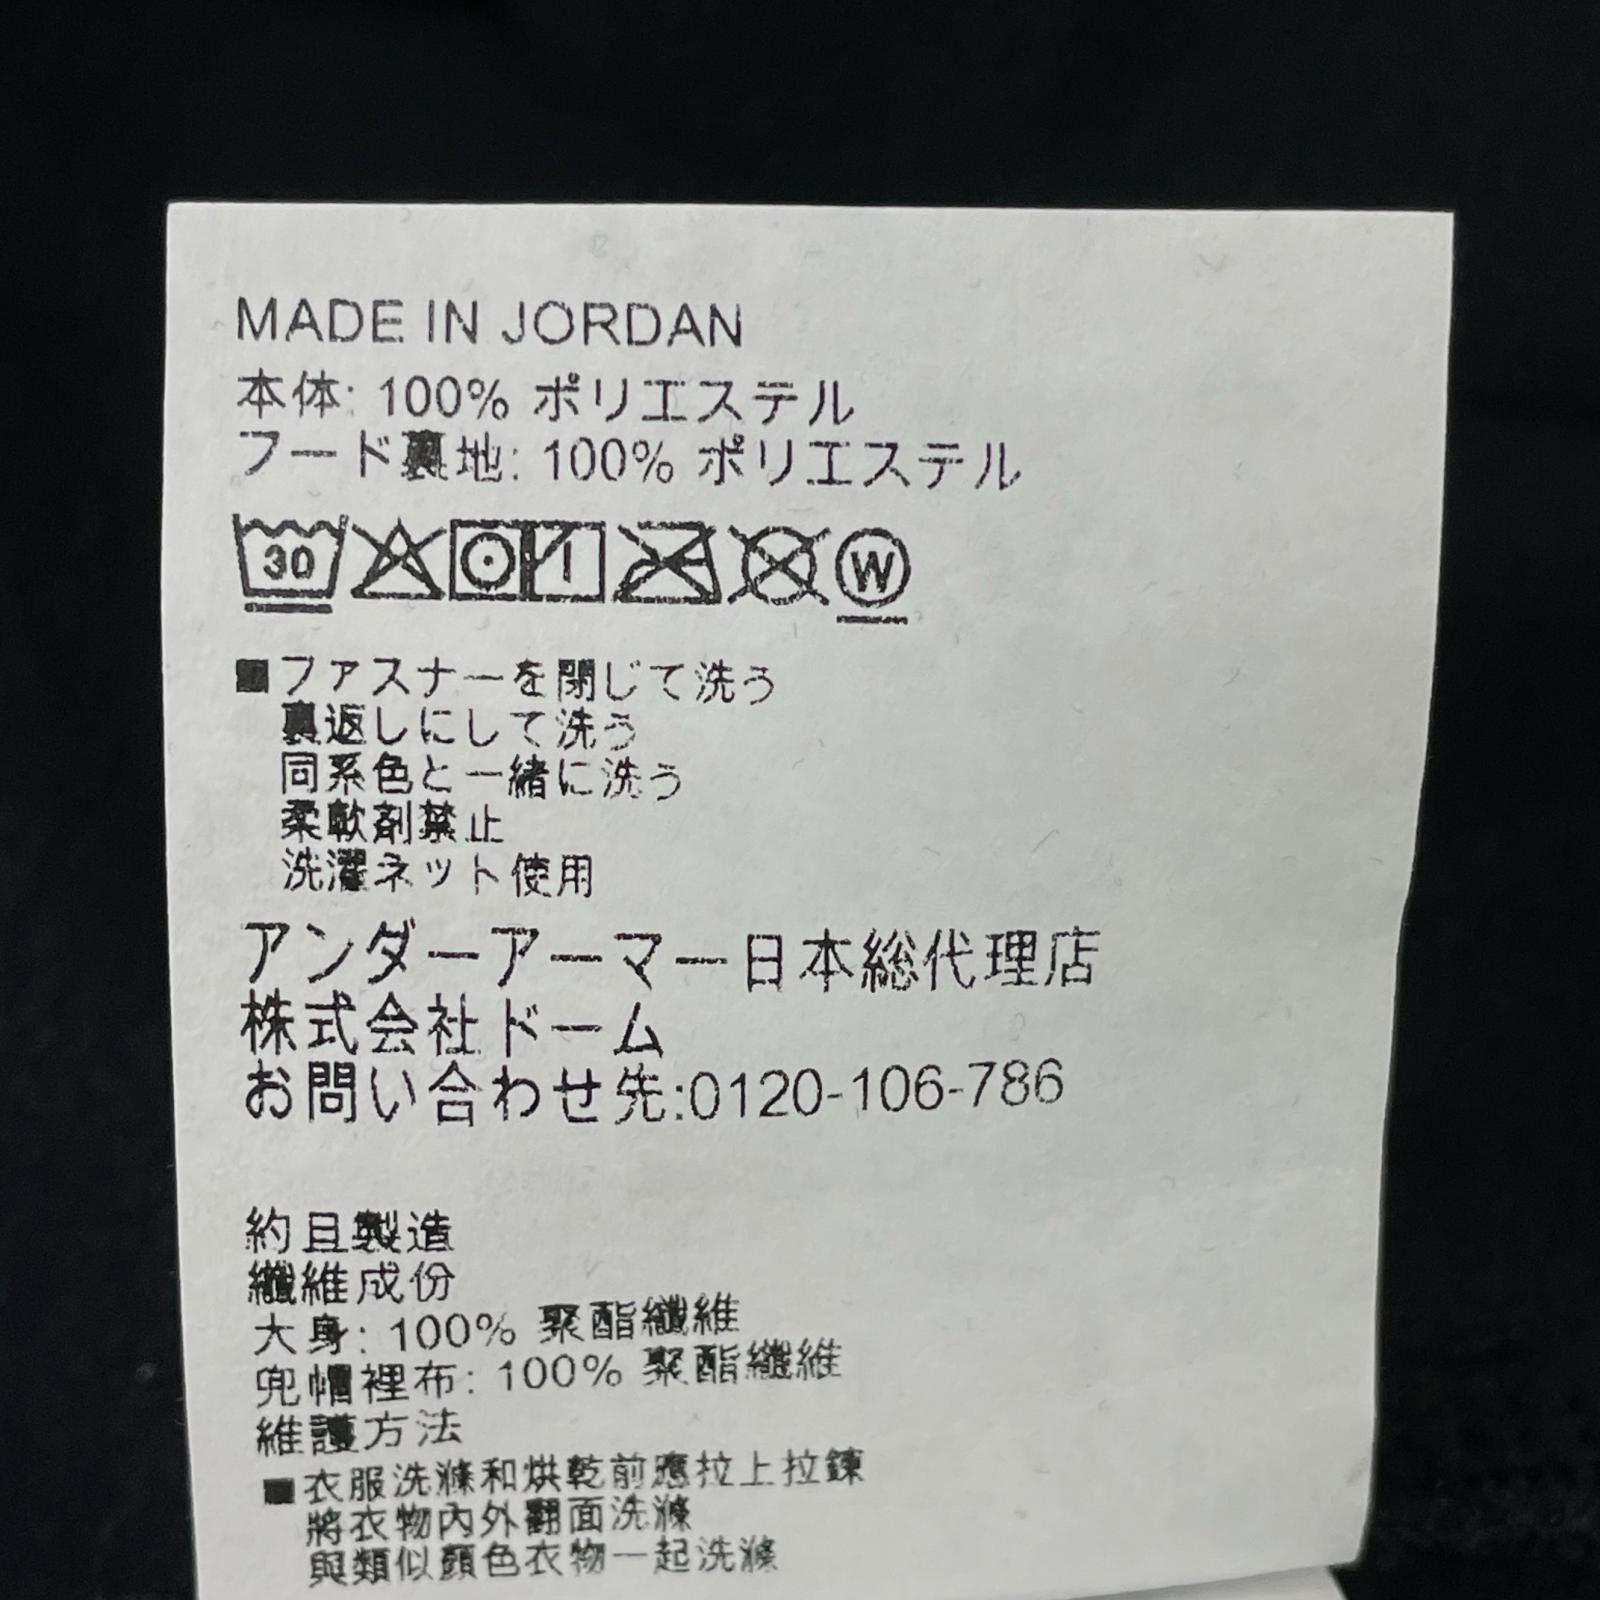 MADE IN JORDAN
本体: 100% ポリエステル
フード裏地: 100% ポリエステル
30 W
■ファスナーを閉じて洗う
裏返しにして洗う
同系色と一緒に洗う
柔軟剤禁止
洗濯ネット使用
アンダーアーマー日本総代理店
株式会社ドーム
お問い合わせ先:0120-106-786
約旦製造
纖維成份
大身: 100% 聚酯纖維
兜帽裡布: 100% 聚酯纖維
維護方法
■衣服洗滌和烘乾前應拉上拉鍊
將衣物內外翻面洗滌
與類似顏色衣物一起洗滌